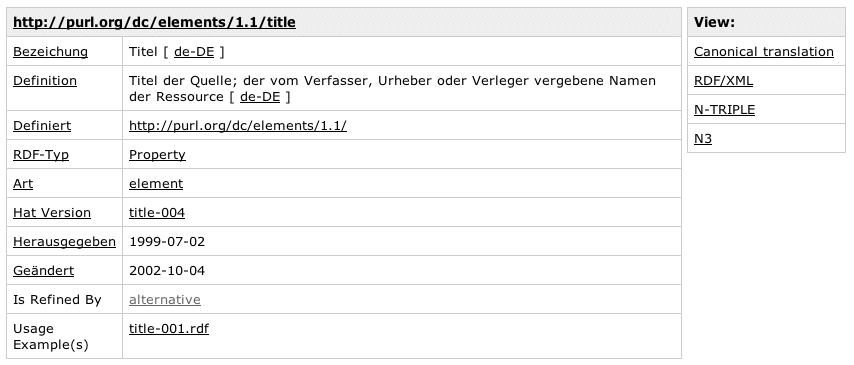 http://purl.org/dc/elements/1.1/title
Bezeichung Titel [ de-DE ]
Definition Titel der Quelle; der vom Verfasser, Urheber oder Verleger vergebene Namen
der Ressource [ de-DE ]
Definiert http://purl.org/dc/elements/1.1/
RDF-Typ Property
Art element
Hat Version title-004
Herausgegeben 1999-07-02
Geändert 2002-10-04
Is Refined By alternative
Usage title-001.rdf
Example(s)
View:
Canonical translation
RDF/XML
N-TRIPLE
N3